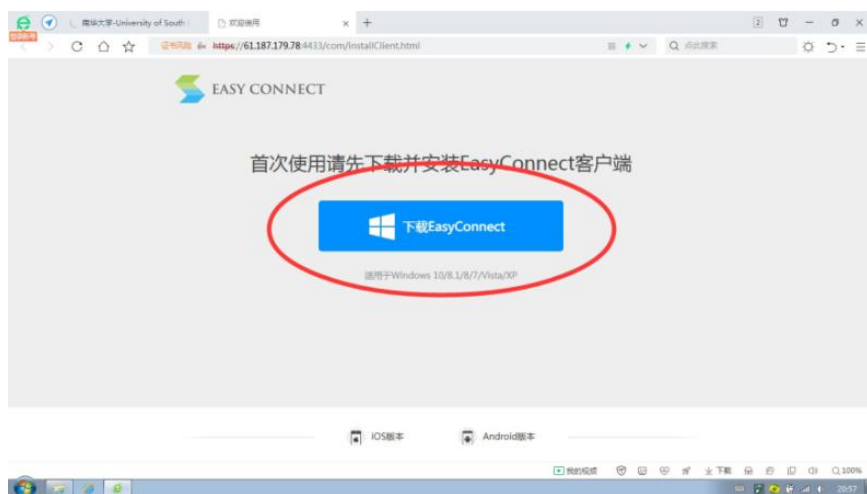 南华大学-University of South
欢迎使用
登录账号
证书风险
https://61.187.179.78:4433/com/installClient.html
点此搜索
EASY CONNECT
首次使用请先下载并安装EasyConnect客户端
下载EasyConnect
适用于Windows 10/8.1/8/7/Vista/XP
iOS版本
Android版本
我的视频
下载
100%
20:57